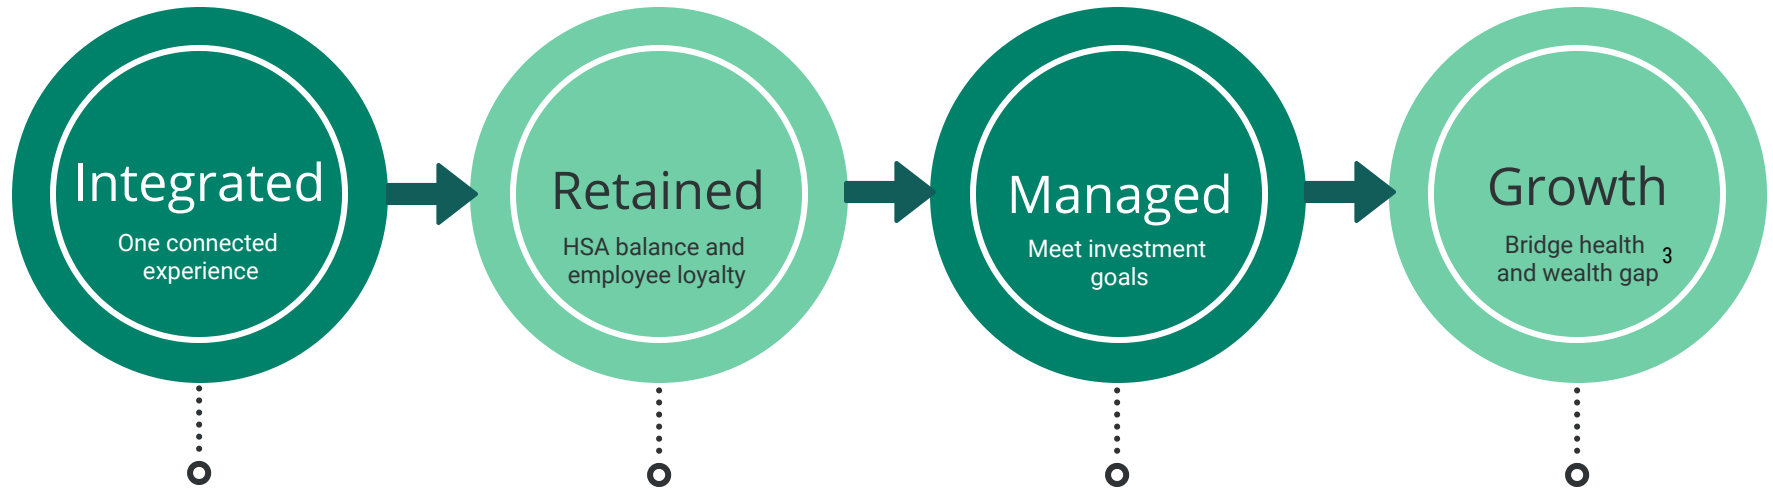 Integrated
One connected
experience
Retained
HSA balance and
employee loyalty
Managed
Meet investment
goals
Growth
Bridge health
and wealth gap 3